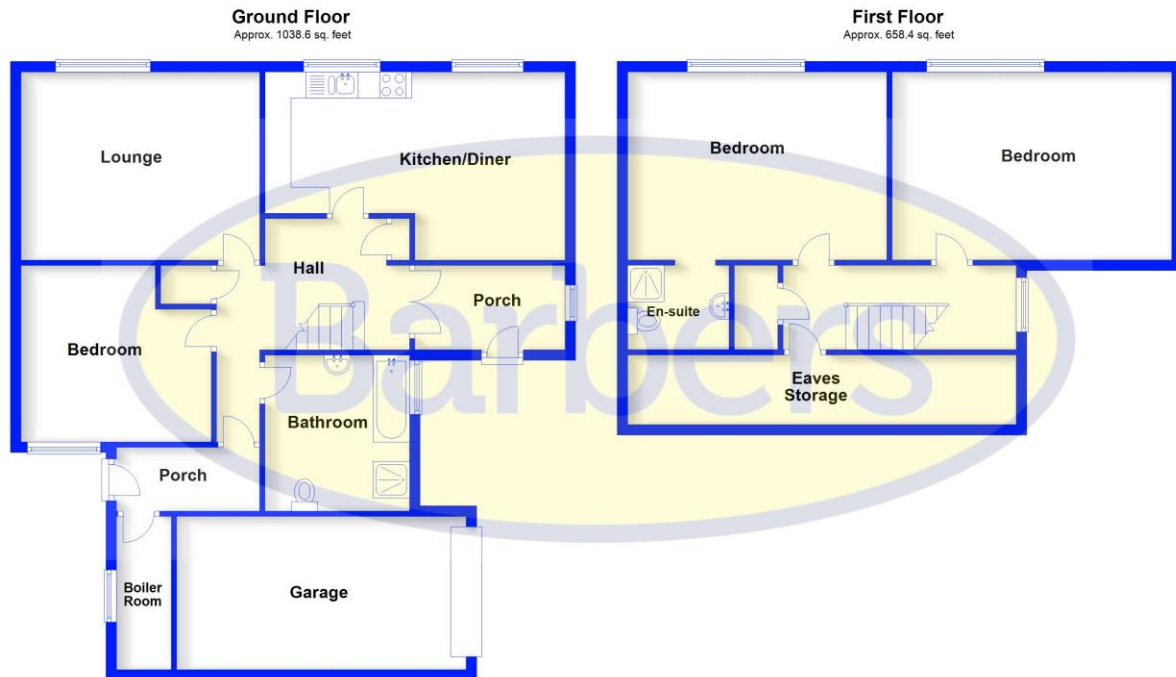 Ground Floor
Approx. 1038.6 sq. feet
First Floor
Approx. 658.4 sq. feet
Lounge
Kitchen/Diner
Bedroom
Bedroom
Hall
Porch
En-suite
Bedroom
Eaves
Storage
Bathroom
Porch
Boiler
Room
Garage
Barbers